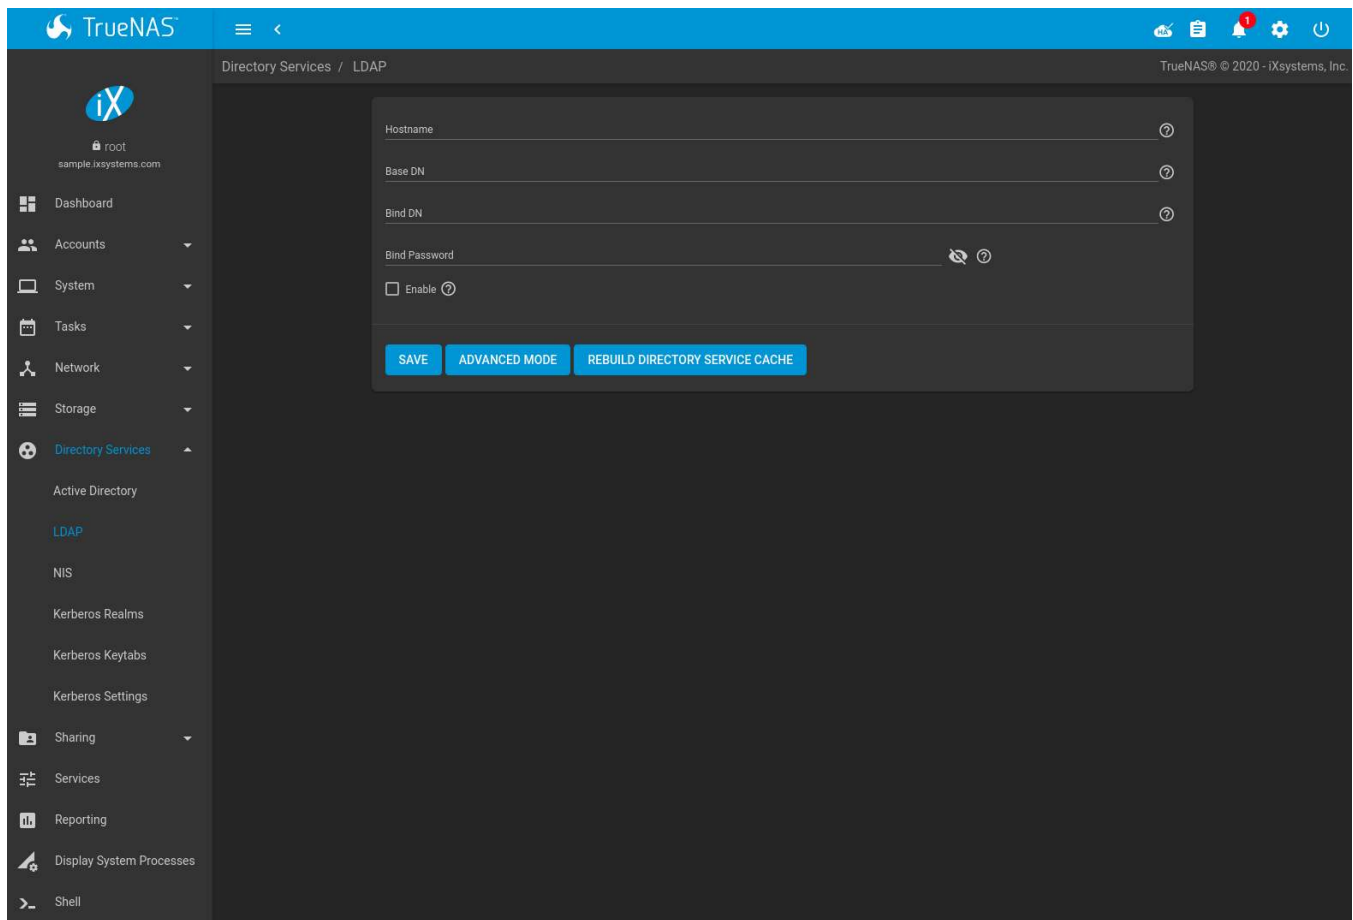 TrueNAS™
1
Directory Services / LDAP
TrueNAS® © 2020 - iXsystems, Inc.
iX
root
sample.ixsystems.com
Dashboard
Accounts
System
Tasks
Network
Storage
Directory Services
Active Directory
LDAP
NIS
Kerberos Realms
Kerberos Keytabs
Kerberos Settings
Sharing
Services
Reporting
Display System Processes
Shell
Hostname
Base DN
Bind DN
Bind Password
Enable
SAVE ADVANCED MODE REBUILD DIRECTORY SERVICE CACHE